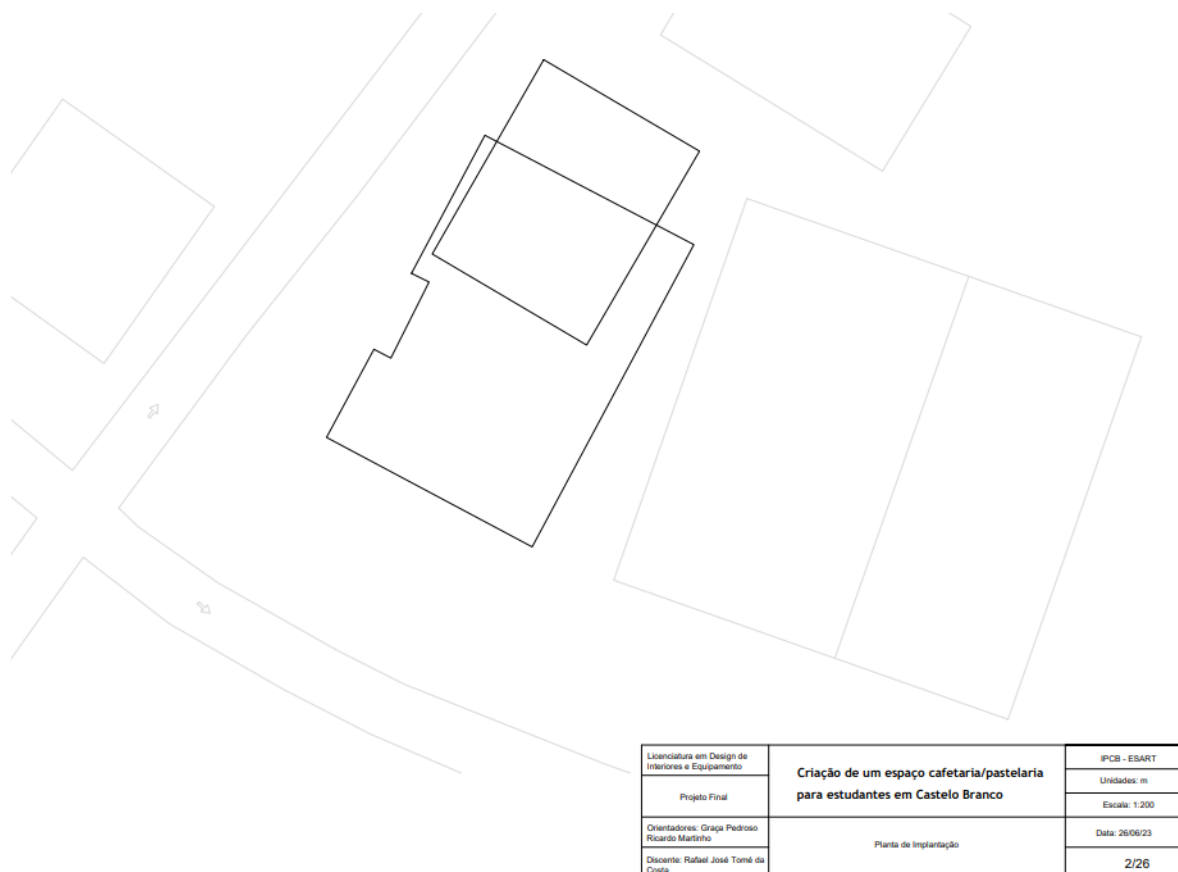 Licenciatura em Design de
Interiores e Equipamento
Projeto Final
Orientadores: Graça Pedroso
Ricardo Martinho
Discente: Rafael José Tomé da
Costa
Criação de um espaço cafetaria/pastelaria
para estudantes em Castelo Branco
Planta de Implantação
IPCB - ESART
Unidades: m
Escala: 1:200
Data: 26/06/23
2/26